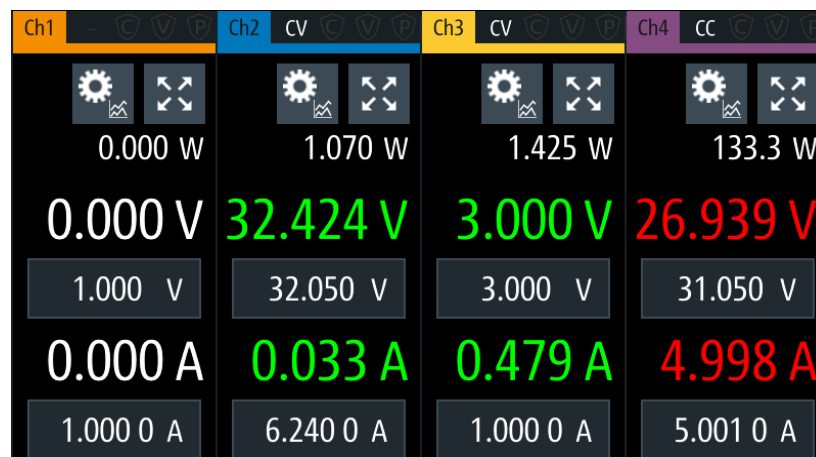 Ch1 – C V P Ch2 CV C V P Ch3 CV C V P Ch4 CC C V P
0.000 W 1.070 W 1.425 W 133.3 W
0.000 V 32.424 V 3.000 V 26.939 V
1.000 V 32.050 V 3.000 V 31.050 V
0.000 A 0.033 A 0.479 A 4.998 A
1.000 0 A 6.240 0 A 1.000 0 A 5.001 0 A